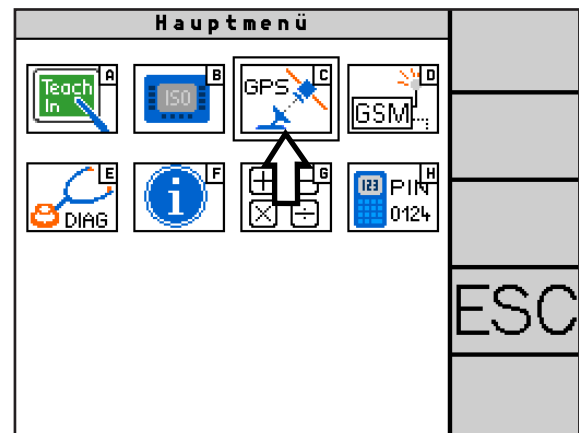 Hauptmenü
A B C D
Teach In ISO GPS GSM
E F G H
DIAG i 123 PIN 0124
ESC